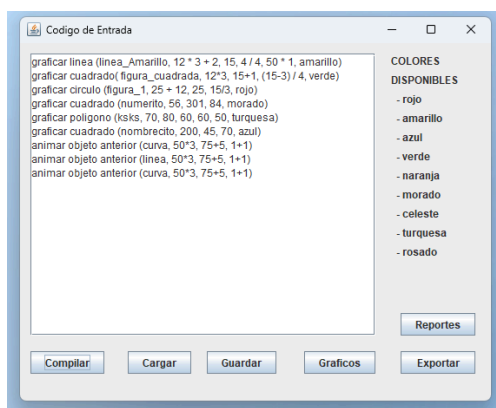 Codigo de Entrada
graficar linea (linea_Amarillo, 12 * 3 + 2, 15, 4 / 4, 50 * 1, amarillo)
graficar cuadrado( figura_cuadrada, 12*3, 15+1, (15-3) / 4, verde)
graficar circulo (figura_1, 25 + 12, 25, 15/3, rojo)
graficar cuadrado (numerito, 56, 301, 84, morado)
graficar poligono (ksks, 70, 80, 60, 60, 50, turquesa)
graficar cuadrado (nombrecito, 200, 45, 70, azul)
animar objeto anterior (curva, 50*3, 75+5, 1+1)
animar objeto anterior (linea, 50*3, 75+5, 1+1)
animar objeto anterior (curva, 50*3, 75+5, 1+1)
COLORES
DISPONIBLES
- rojo
- amarillo
- azul
- verde
- naranja
- morado
- celeste
- turquesa
- rosado
Reportes
Compilar Cargar Guardar Graficos Exportar